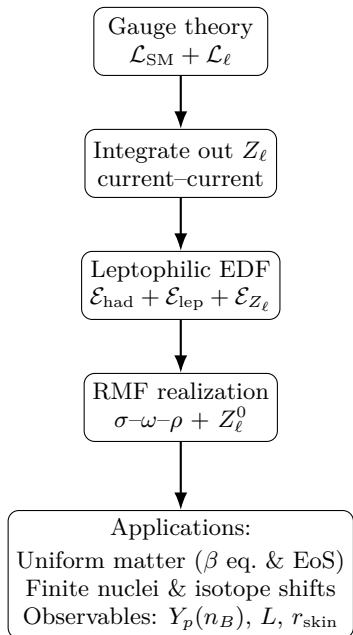 Gauge theory
ℒ_SM + ℒ_ℓ
Integrate out Z_ℓ
current–current
Leptophilic EDF
ℰ_had + ℰ_lep + ℰ_{Z_ℓ}
RMF realization
σ–ω–ρ + Z_ℓ^0
Applications:
Uniform matter (β eq. & EoS)
Finite nuclei & isotope shifts
Observables: Y_p(n_B), L, r_skin